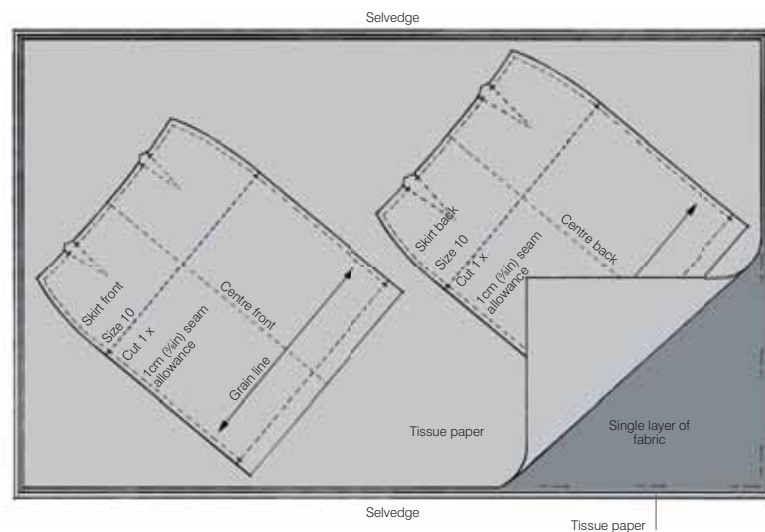 Selvedge
Skirt back
Size 10
Cut 1 x
1cm (⅜in) seam
allowance
Centre back
Skirt front
Size 10
Cut 1 x
1cm (⅜in) seam
allowance
Centre front
Grain line
Tissue paper
Single layer of
fabric
Selvedge
Tissue paper